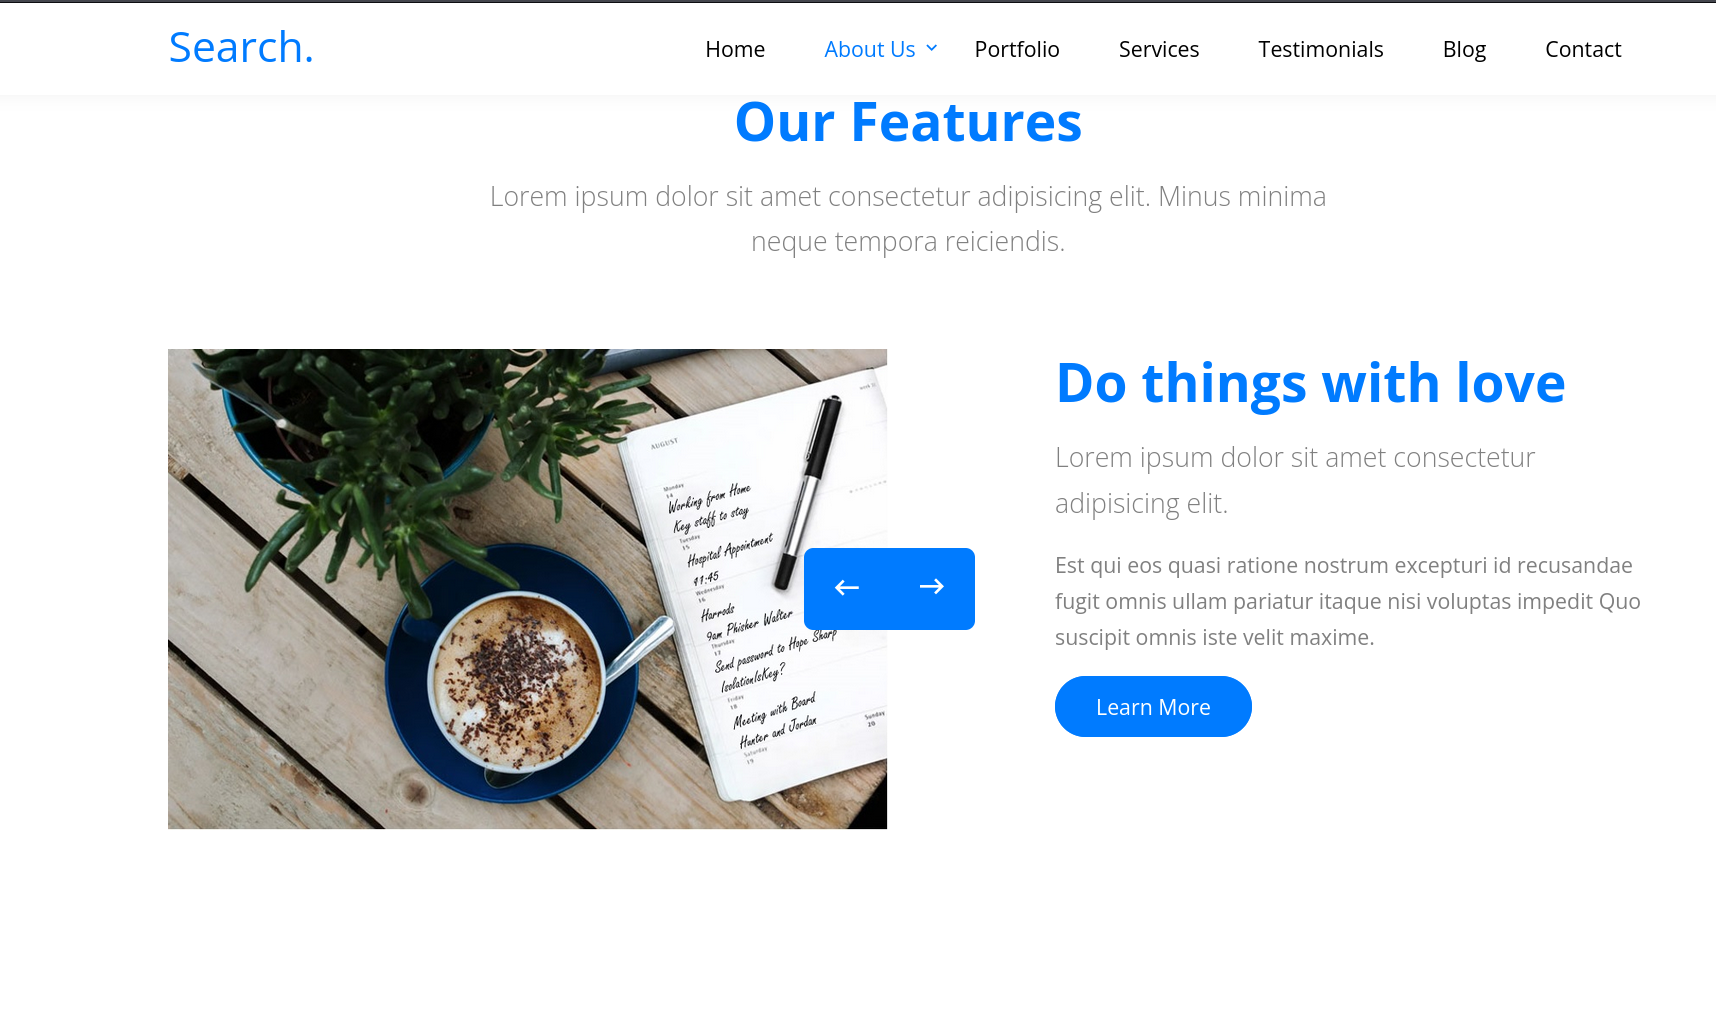 Search.
Home About Us Portfolio Services Testimonials Blog Contact
Our Features
Lorem ipsum dolor sit amet consectetur adipisicing elit. Minus minima
neque tempora reiciendis.
AUGUST
Monday
14
Working from Home
Key staff to stay
Tuesday
15
Hospital Appointment
11:45
Wednesday
16
Harrods
9am Phisher Walter
Thursday
17
Send password to Hope Sharp
IsolationIsKey?
Friday
18
Meeting with Board
Hunter and Jordan
Saturday
19
Sunday
20
Do things with love
Lorem ipsum dolor sit amet consectetur
adipisicing elit.
Est qui eos quasi ratione nostrum excepturi id recusandae
fugit omnis ullam pariatur itaque nisi voluptas impedit Quo
suscipit omnis iste velit maxime.
Learn More